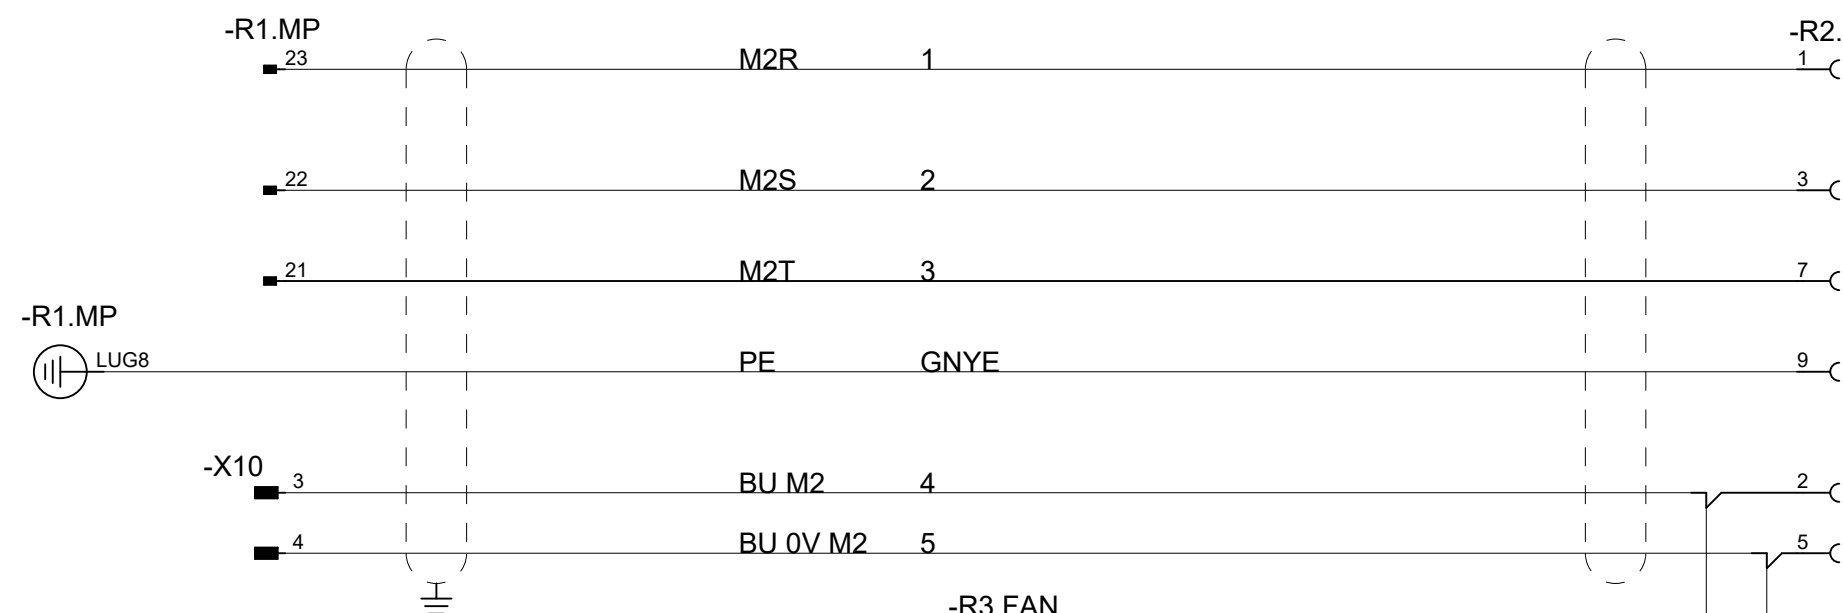 -R1.MP -R2.
23 M2R 1 1
22 M2S 2 3
21 M2T 3 7
-R1.MP
LUG8 PE GNYE 9
-X10
3 BU M2 4 2
4 BU 0V M2 5 5
-R3 FAN